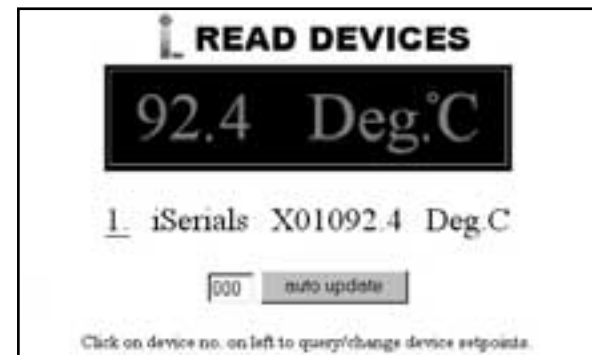 READ DEVICES
92.4 Deg.°C
1. iSerials X01092.4 Deg.C
000 auto update
Click on device no. on left to query/change device setpoints.